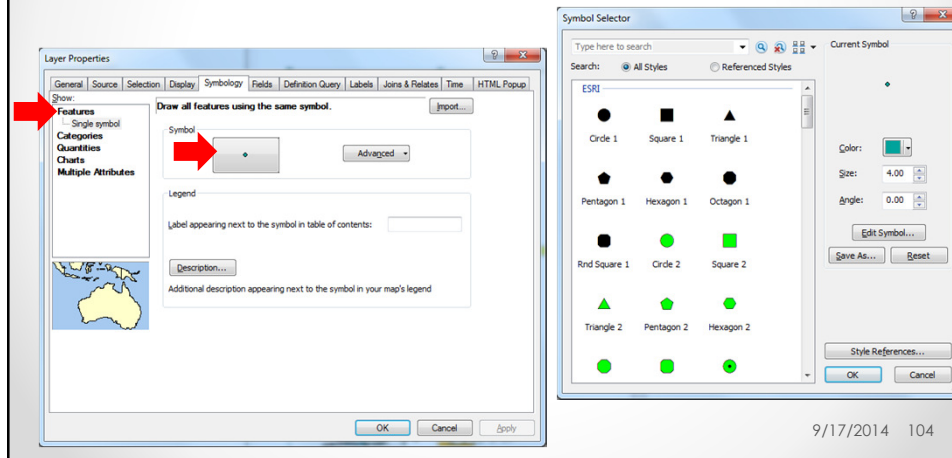 Layer Properties
General Source Selection Display Symbology Fields Definition Query Labels Joins & Relates Time HTML Popup
Show:
Features
Single symbol
Categories
Quantities
Charts
Multiple Attributes
Draw all features using the same symbol.
Import...
Symbol
Advanced
Legend
Label appearing next to the symbol in table of contents:
Description...
Additional description appearing next to the symbol in your map's legend
OK Cancel Apply
Symbol Selector
Type here to search
Search: All Styles Referenced Styles
ESRI
Circle 1 Square 1 Triangle 1
Pentagon 1 Hexagon 1 Octagon 1
Rnd Square 1 Circle 2 Square 2
Triangle 2 Pentagon 2 Hexagon 2
Current Symbol
Color:
Size: 4.00
Angle: 0.00
Edit Symbol...
Save As... Reset
Style References...
OK Cancel
9/17/2014 104